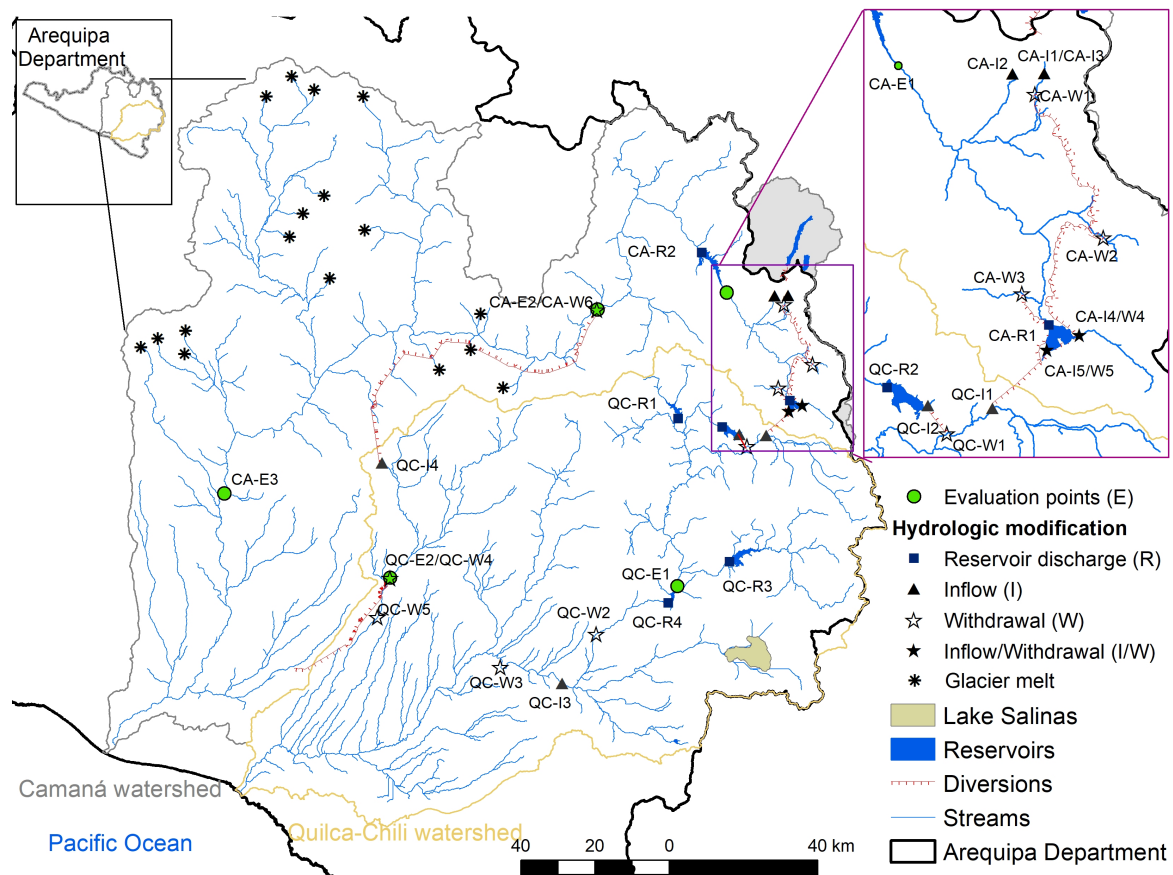 Arequipa
Department
CA-I2
CA-I1/CA-I3
CA-E1
CA-W1
CA-W2
CA-W3
CA-I4/W4
CA-R1
CA-I5/W5
QC-R2
QC-I1
QC-I2
QC-W1
CA-R2
CA-E2/CA-W6
QC-R1
QC-I4
CA-E3
QC-E2/QC-W4
QC-W5
QC-E1
QC-R3
QC-R4
QC-W2
QC-W3
QC-I3
Evaluation points (E)
Hydrologic modification
Reservoir discharge (R)
Inflow (I)
Withdrawal (W)
Inflow/Withdrawal (I/W)
Glacier melt
Lake Salinas
Reservoirs
Diversions
Streams
Arequipa Department
Camaná watershed
Quilca-Chili watershed
Pacific Ocean
40 20 0 40 km